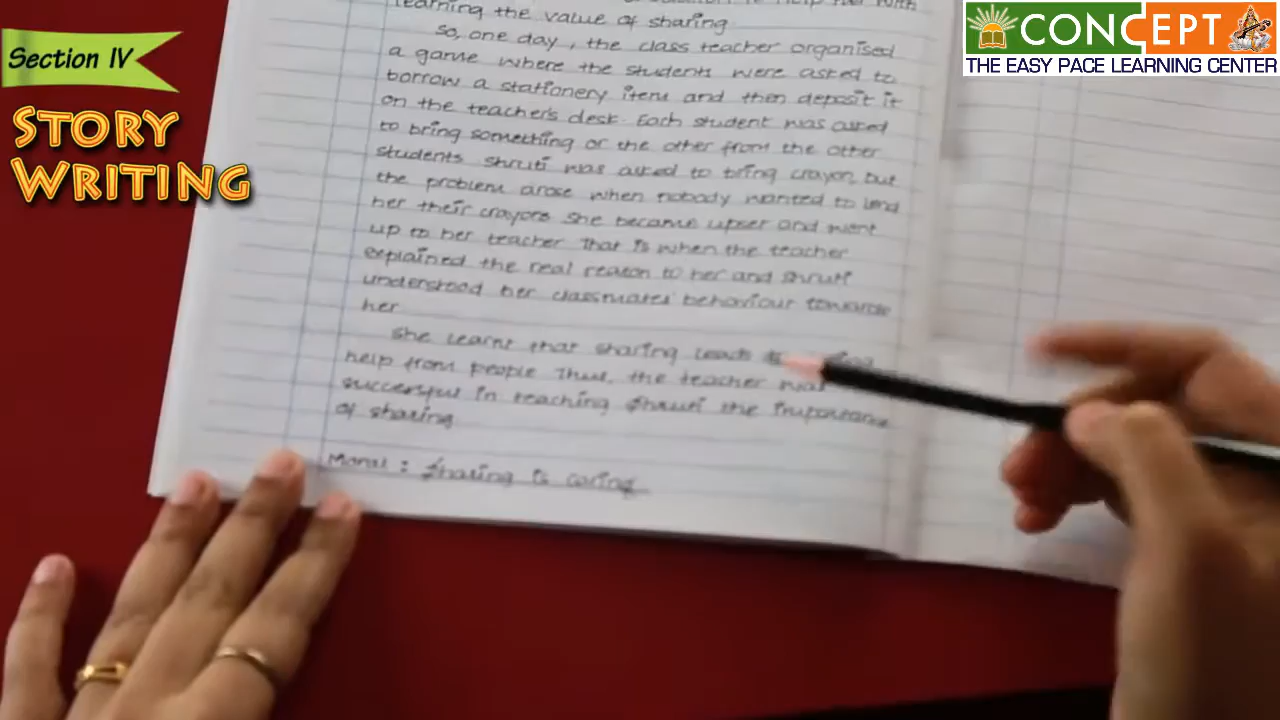 Section IV
STORY
WRITING
CONCEPT
THE EASY PACE LEARNING CENTER
help with
learning the value of sharing
So, one day, the class teacher organised
a game where the students were asked to
borrow a stationery item and then deposit it
on the teacher's desk. Each student was asked
to bring something or the other from the other
students Shruti was asked to bring crayon, but
the problem arose when nobody wanted to lend
her their crayons She became upset and went
up to her teacher That is when the teacher
explained the real reason to her and Shruti
understood her classmates' behaviour towards
her
She learnt that sharing leads to
help from people Thus, the teacher was
successful in teaching Shruti the importance
of sharing
Moral : Sharing is caring